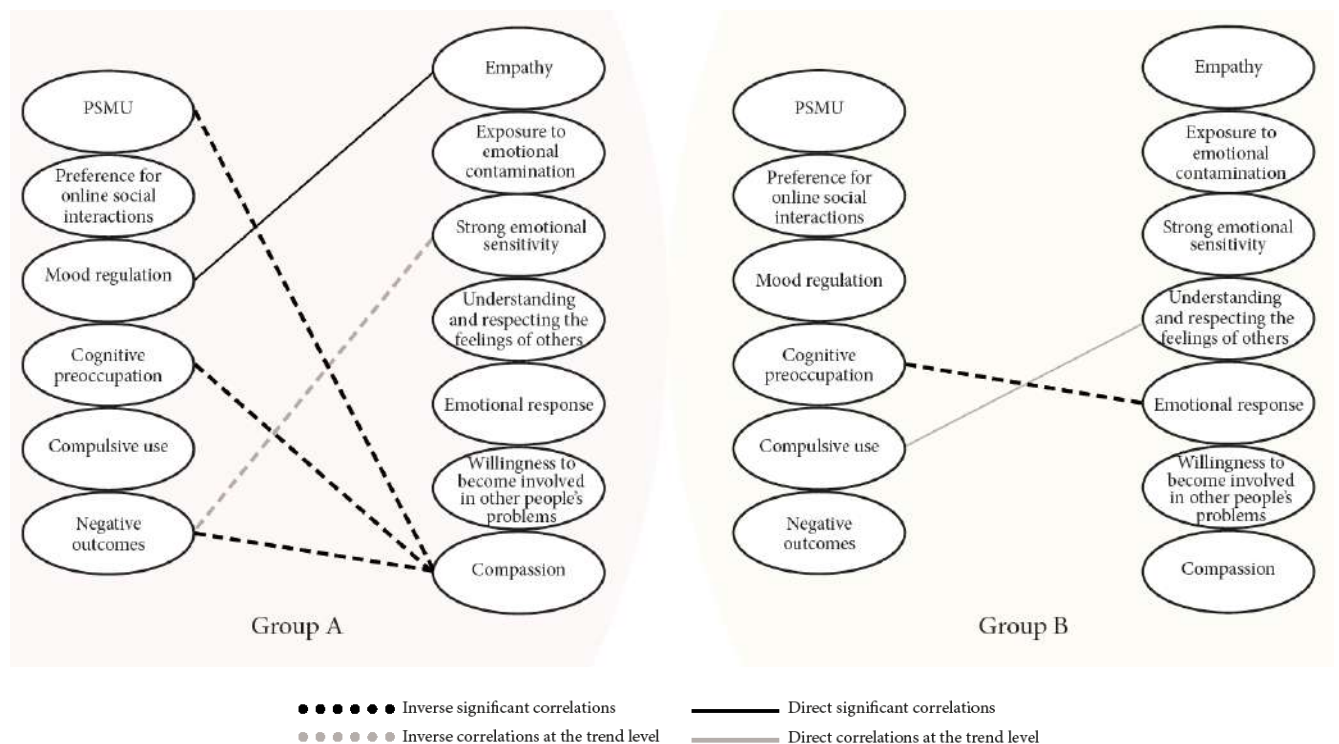 PSMU
Preference for
online social
interactions
Mood regulation
Cognitive
preoccupation
Compulsive use
Negative
outcomes
Empathy
Exposure to
emotional
contamination
Strong emotional
sensitivity
Understanding
and respecting the
feelings of others
Emotional response
Willingness to
become involved
in other people's
problems
Compassion
Group A
PSMU
Preference for
online social
interactions
Mood regulation
Cognitive
preoccupation
Compulsive use
Negative
outcomes
Empathy
Exposure to
emotional
contamination
Strong emotional
sensitivity
Understanding
and respecting the
feelings of others
Emotional response
Willingness to
become involved
in other people's
problems
Compassion
Group B
Inverse significant correlations
Inverse correlations at the trend level
Direct significant correlations
Direct correlations at the trend level